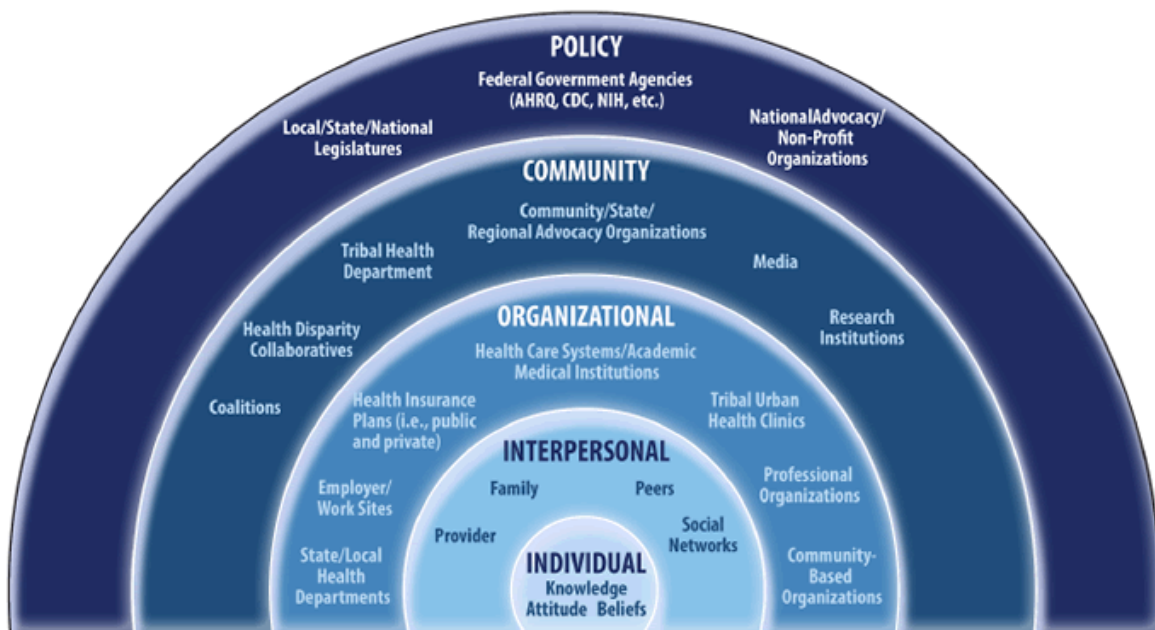 POLICY
Federal Government Agencies
(AHRQ, CDC, NIH, etc.)
Local/State/National
Legislatures
NationalAdvocacy/
Non-Profit
Organizations
COMMUNITY
Community/State/
Regional Advocacy Organizations
Tribal Health
Department
Media
Health Disparity
Collaboratives
Research
Institutions
Coalitions
ORGANIZATIONAL
Health Care Systems/Academic
Medical Institutions
Health Insurance
Plans (i.e., public
and private)
Tribal Urban
Health Clinics
Employer/
Work Sites
Professional
Organizations
State/Local
Health
Departments
Community-
Based
Organizations
INTERPERSONAL
Family
Peers
Provider
Social
Networks
INDIVIDUAL
Knowledge
Attitude Beliefs